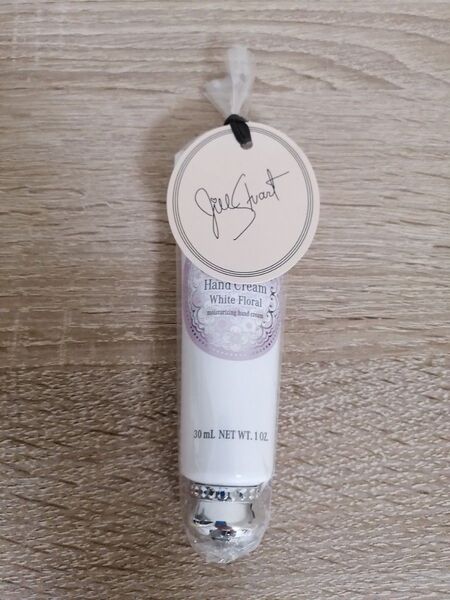 Jill Stuart
Hand Cream
White Floral
moisturizing hand cream
30 mL NET WT. 1 OZ.